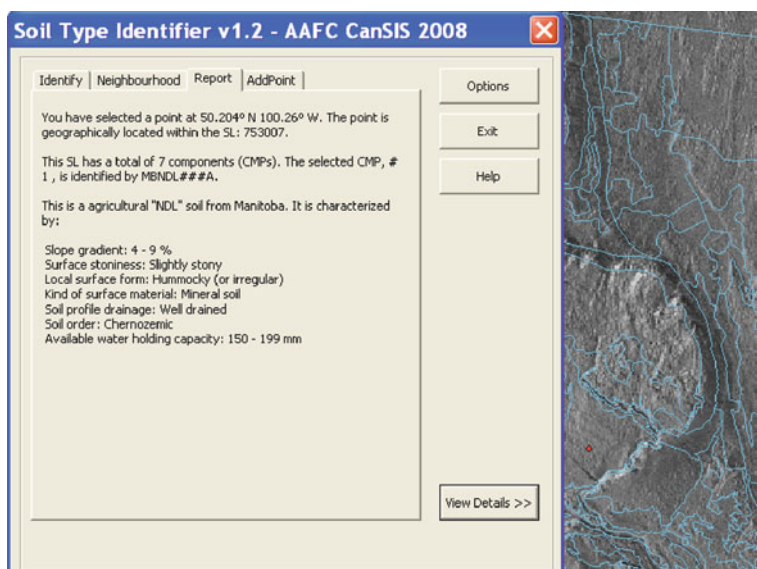 Soil Type Identifier v1.2 - AAFC CanSIS 2008
Identify
Neighbourhood
Report
AddPoint
Options
Exit
Help
You have selected a point at 50.204º N 100.26º W. The point is
geographically located within the SL: 753007.
This SL has a total of 7 components (CMPs). The selected CMP, #
1 , is identified by MBNDL###A.
This is a agricultural "NDL" soil from Manitoba. It is characterized
by:
Slope gradient: 4 - 9 %
Surface stoniness: Slightly stony
Local surface form: Hummocky (or irregular)
Kind of surface material: Mineral soil
Soil profile drainage: Well drained
Soil order: Chernozemic
Available water holding capacity: 150 - 199 mm
View Details >>